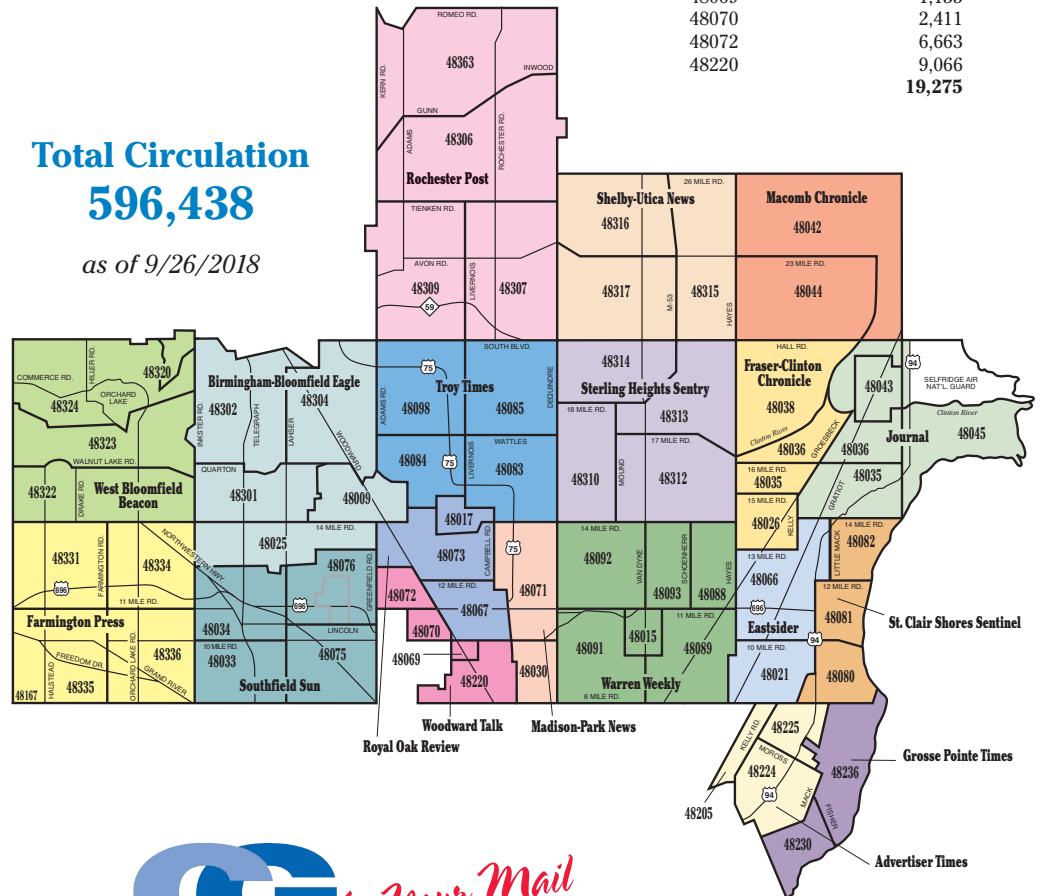 48070 2,411
48072 6,663
48220 9,066
19,275
Total Circulation
596,438
as of 9/26/2018
ROMEO RD.
KERN RD.
48363
INWOOD
GUNN
ADAMS
48306
ROCHESTER RD.
Rochester Post
TIENKEN RD.
AVON RD.
LIVERNOIS
48309
48307
59
26 MILE RD.
Shelby-Utica News
48316
48317
M-53
48315
HAYES
Macomb Chronicle
48042
23 MILE RD.
48044
COMMERCE RD.
HILLER RD.
48320
ORCHARD
LAKE
48324
48323
WALNUT LAKE RD.
48322
DRAKE RD.
West Bloomfield
Beacon
Birmingham-Bloomfield Eagle
48302
48304
INKSTER RD.
TELEGRAPH
LAHSER
WOODWARD
QUARTON
48301
48009
14 MILE RD.
48025
SOUTH BLVD.
75
Troy Times
ADAMS RD.
48098
48085
DEQUINDRE
WATTLES
48084
75
LIVERNOIS
48083
48314
Sterling Heights Sentry
18 MILE RD.
48313
17 MILE RD.
48310
MOUND
48312
HALL RD.
Fraser-Clinton
Chronicle
48038
Clinton River
48036
GROESBECK
16 MILE RD.
48035
15 MILE RD.
48026
KELLY
94
48043
SELFRIDGE AIR
NAT'L. GUARD
Clinton River
Journal
48045
48036
48035
GRATIOT
48331
FARMINGTON RD.
48334
NORTHWESTERN HWY
696
11 MILE RD.
Farmington Press
ORCHARD LAKE RD.
48336
FREEDOM DR.
GRAND RIVER
HALSTEAD
48167
48335
48076
GREENFIELD RD.
696
LINCOLN
48034
10 MILE RD.
48033
48075
Southfield Sun
48017
48073
CAMPBELL RD.
75
12 MILE RD.
48072
48067
48071
48070
48069
48220
48030
Woodward Talk
Royal Oak Review
Madison-Park News
14 MILE RD.
48092
VAN DYKE
SCHOENHERR
HAYES
48093
48088
11 MILE RD.
48015
48091
48089
Warren Weekly
8 MILE RD.
13 MILE RD.
48066
696
Eastsider
10 MILE RD.
48021
94
LITTLE MACK
14 MILE RD.
48082
12 MILE RD.
48081
St. Clair Shores Sentinel
48080
KELLY RD.
48225
MOROSS
48224
94
MACK
48205
48236
FISHER
48230
Grosse Pointe Times
Advertiser Times
Your Mail